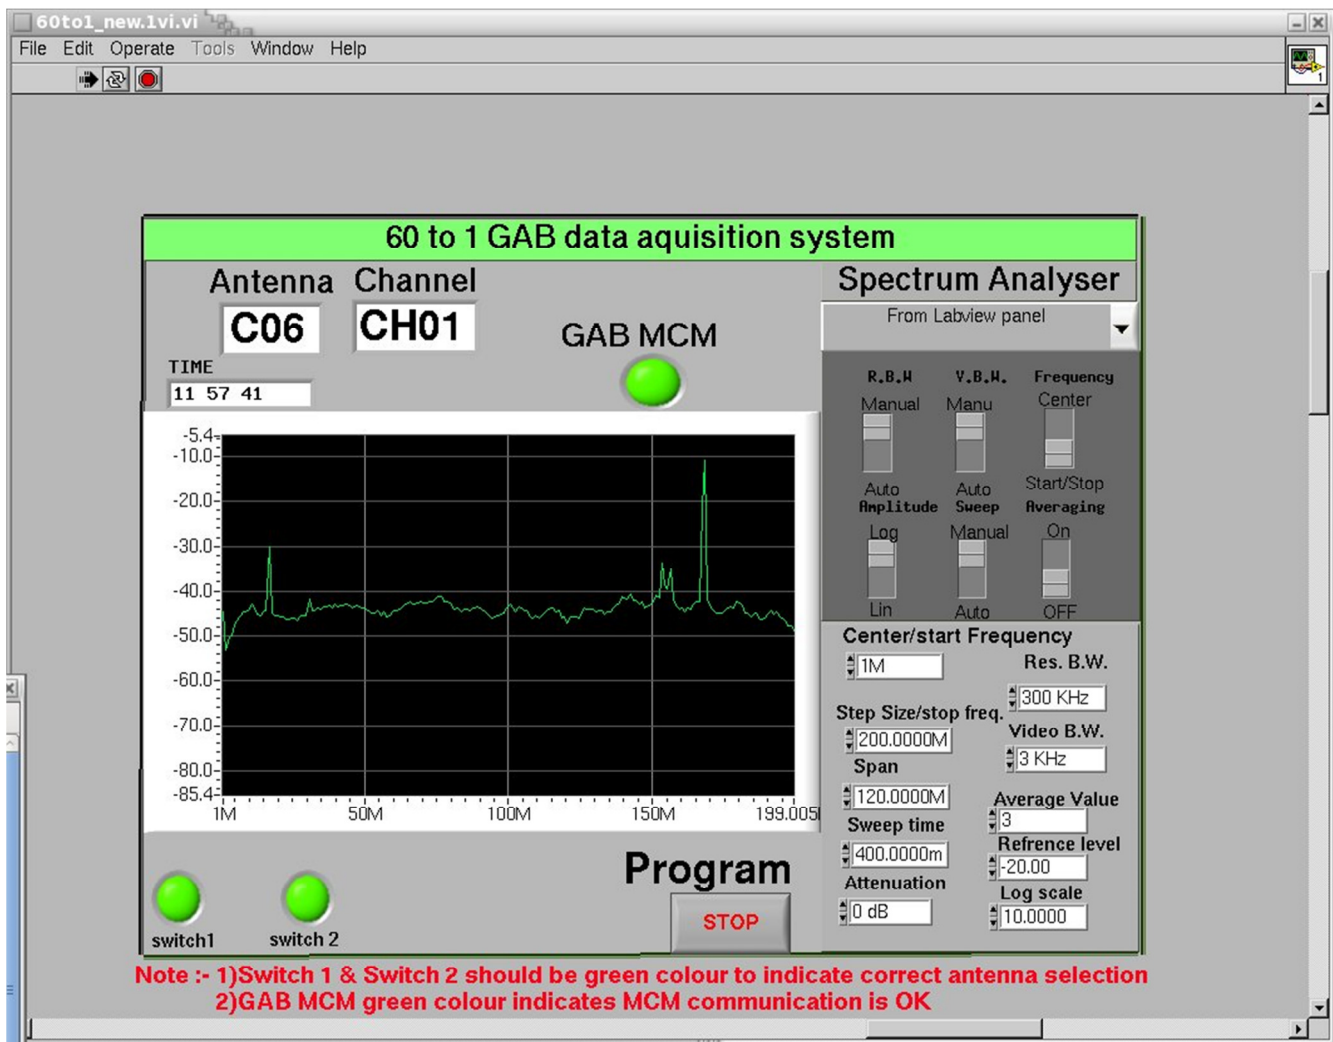 60to1_new.1vi.vi
File Edit Operate Tools Window Help
1
60 to 1 GAB data aquisition system
Antenna Channel
C06 CH01
GAB MCM
TIME
11 57 41
Spectrum Analyser
From Labview panel
R.B.W V.B.W. Frequency
Manual Manu Center
Auto Auto Start/Stop
Amplitude Sweep Averaging
Log Manual On
Lin Auto OFF
-5.4
-10.0
-20.0
-30.0
-40.0
-50.0
-60.0
-70.0
-80.0
-85.4
1M 50M 100M 150M 199.005
Center/start Frequency
1M
Res. B.W.
300 KHz
Step Size/stop freq.
200.0000M
Video B.W.
3 KHz
Span
120.0000M
Average Value
3
Sweep time
400.0000m
Refrence level
-20.00
Attenuation
0 dB
Log scale
10.0000
Program
STOP
switch1 switch 2
Note :- 1)Switch 1 & Switch 2 should be green colour to indicate correct antenna selection
2)GAB MCM green colour indicates MCM communication is OK